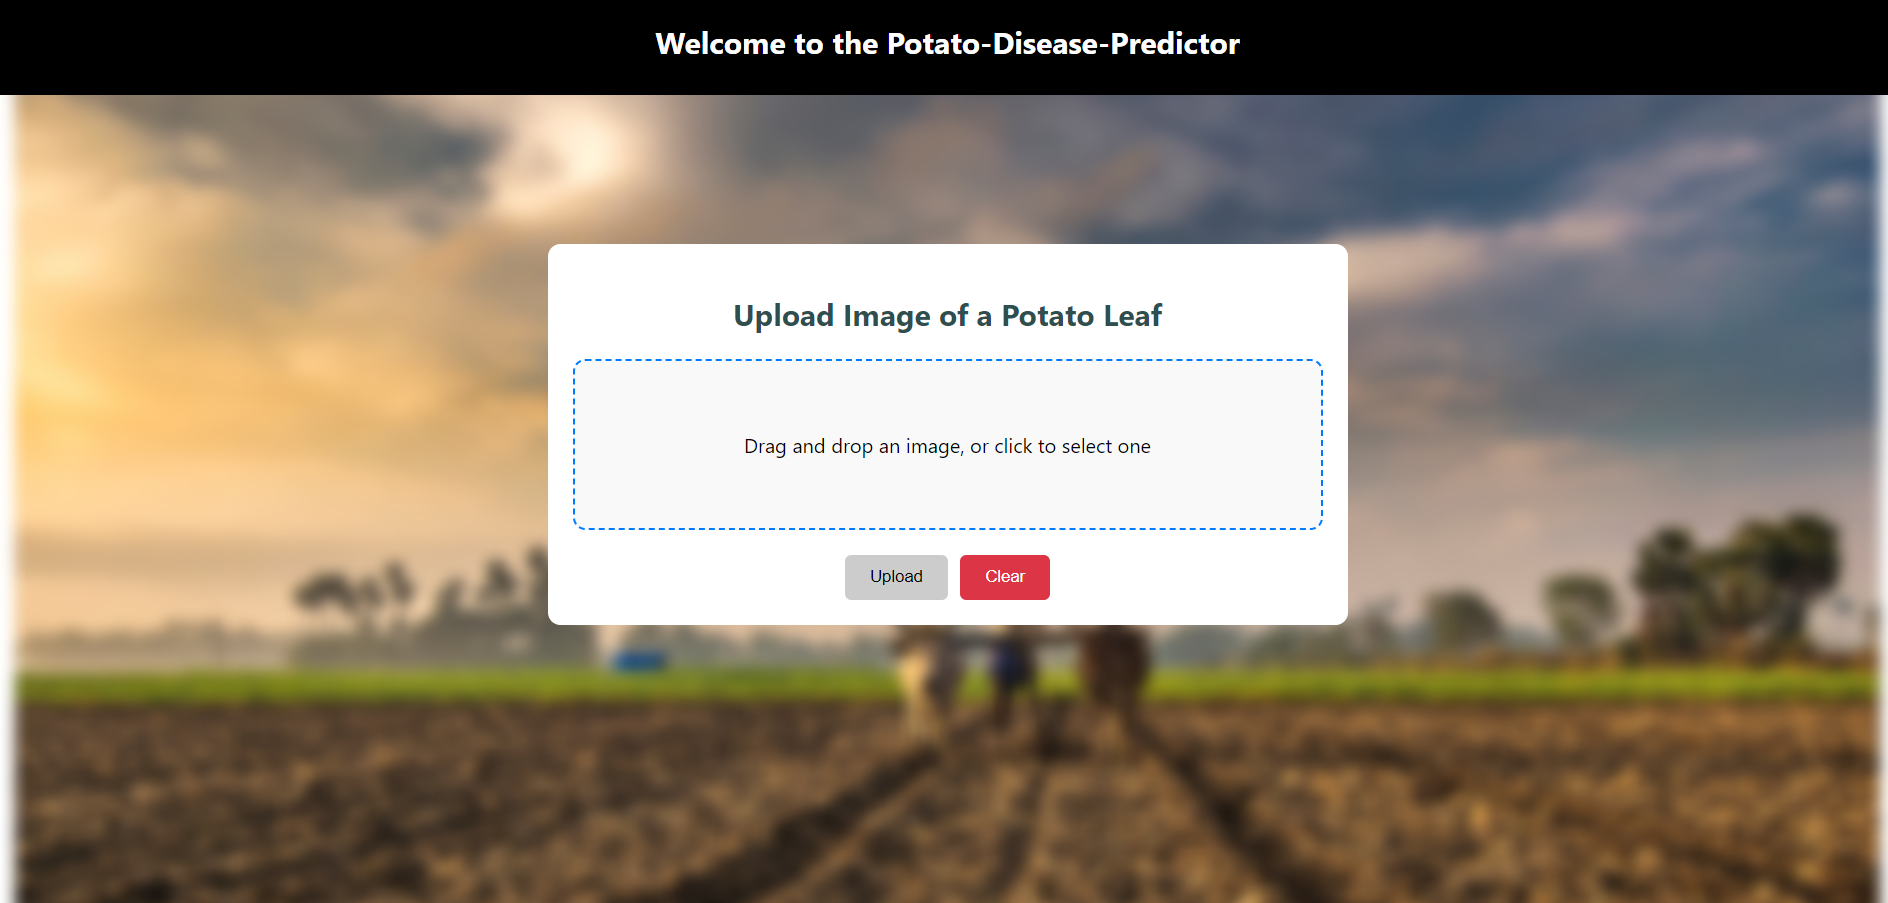 Welcome to the Potato-Disease-Predictor
Upload Image of a Potato Leaf
Drag and drop an image, or click to select one
Upload
Clear